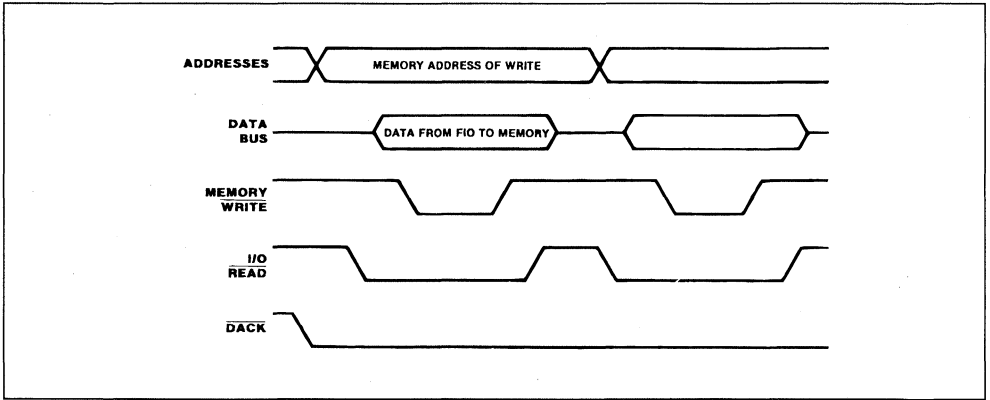 ADDRESSES
MEMORY ADDRESS OF WRITE
DATA
BUS
DATA FROM FIO TO MEMORY
MEMORY
WRITE
I/O
READ
DACK